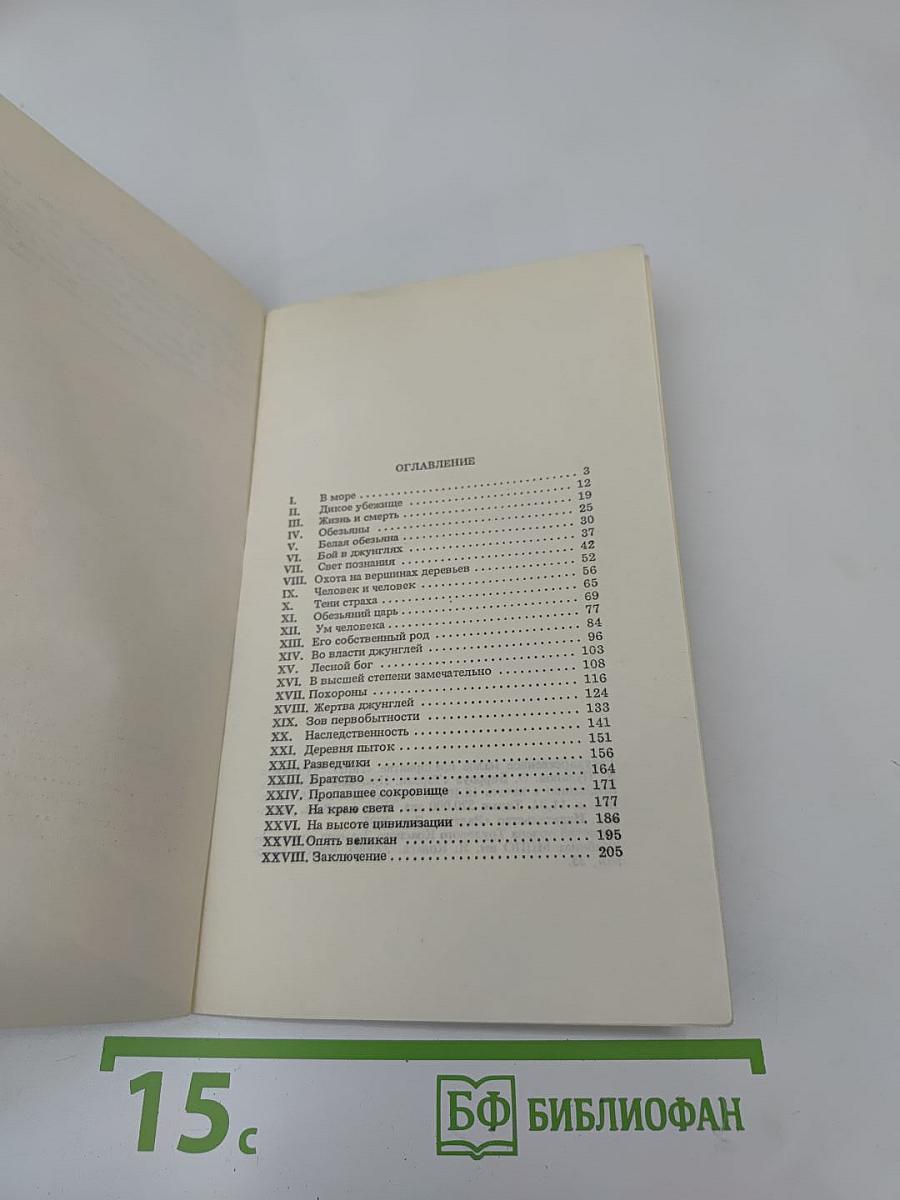 ОГЛАВЛЕНИЕ
I. В море . . . . . . . . . . . . . . . . . . . . . . . . . . . . 3
II. Дикое убежище . . . . . . . . . . . . . . . . . . . . . . . . 12
III. Жизнь и смерть . . . . . . . . . . . . . . . . . . . . . . . . 19
IV. Обезьяны . . . . . . . . . . . . . . . . . . . . . . . . . . . 25
V. Белая обезьяна . . . . . . . . . . . . . . . . . . . . . . . . 30
VI. Бой в джунглях . . . . . . . . . . . . . . . . . . . . . . . . 37
VII. Свет познания . . . . . . . . . . . . . . . . . . . . . . . . 42
VIII. Охота на вершинах деревьев . . . . . . . . . . . . . . . . 52
IX. Человек и человек . . . . . . . . . . . . . . . . . . . . . . 56
X. Тени страха . . . . . . . . . . . . . . . . . . . . . . . . . 65
XI. Обезьяний царь . . . . . . . . . . . . . . . . . . . . . . . 69
XII. Ум человека . . . . . . . . . . . . . . . . . . . . . . . . . 77
XIII. Его собственный род . . . . . . . . . . . . . . . . . . . . 84
XIV. Во власти джунглей . . . . . . . . . . . . . . . . . . . . . 96
XV. Лесной бог . . . . . . . . . . . . . . . . . . . . . . . . . 103
XVI. В высшей степени замечательно . . . . . . . . . . . . . . 108
XVII. Похороны . . . . . . . . . . . . . . . . . . . . . . . . . 116
XVIII. Жертва джунглей . . . . . . . . . . . . . . . . . . . . . 124
XIX. Зов первобытности . . . . . . . . . . . . . . . . . . . . . 133
XX. Наследственность . . . . . . . . . . . . . . . . . . . . . . 141
XXI. Деревня пыток . . . . . . . . . . . . . . . . . . . . . . . 151
XXII. Разведчики . . . . . . . . . . . . . . . . . . . . . . . . 156
XXIII. Братство . . . . . . . . . . . . . . . . . . . . . . . . . 164
XXIV. Пропавшее сокровище . . . . . . . . . . . . . . . . . . . 171
XXV. На краю света . . . . . . . . . . . . . . . . . . . . . . . 177
XXVI. На высоте цивилизации . . . . . . . . . . . . . . . . . . 186
XXVII. Опять великан . . . . . . . . . . . . . . . . . . . . . . 195
XXVIII. Заключение . . . . . . . . . . . . . . . . . . . . . . . 205
15 с
БФ БИБЛИОФАН